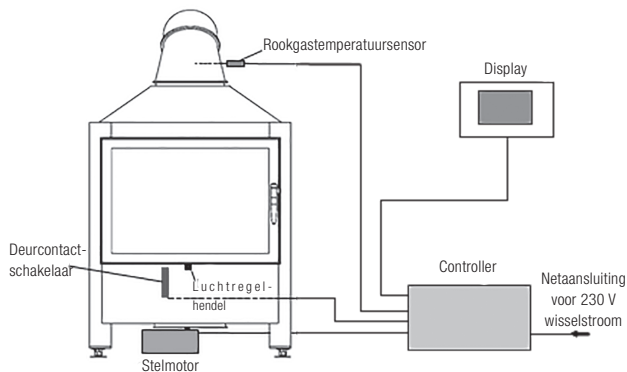 Rookgastemperatuursensor
Display
Deurcontact-
schakelaar
Luchtregel-
hendel
Controller
Netaansluiting
voor 230 V
wisselstroom
Stelmotor